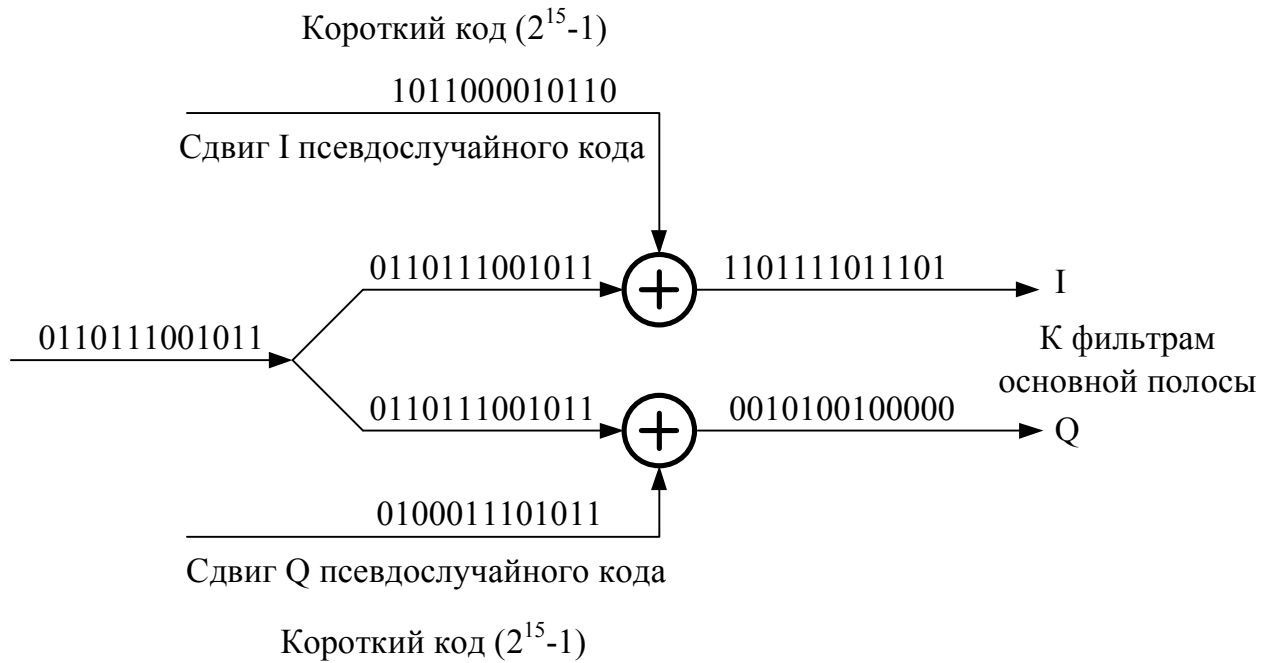 Короткий код (2¹⁵-1)
1011000010110
Сдвиг I псевдослучайного кода
0110111001011
1101111011101
I
0110111001011
К фильтрам
основной полосы
0110111001011
0010100100000
Q
0100011101011
Сдвиг Q псевдослучайного кода
Короткий код (2¹⁵-1)